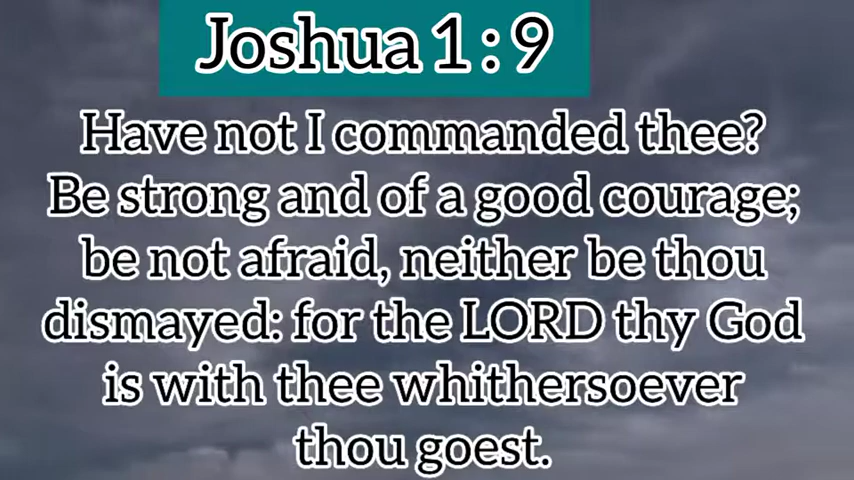 Joshua 1 : 9
Have not I commanded thee?
Be strong and of a good courage;
be not afraid, neither be thou
dismayed: for the LORD thy God
is with thee whithersoever
thou goest.